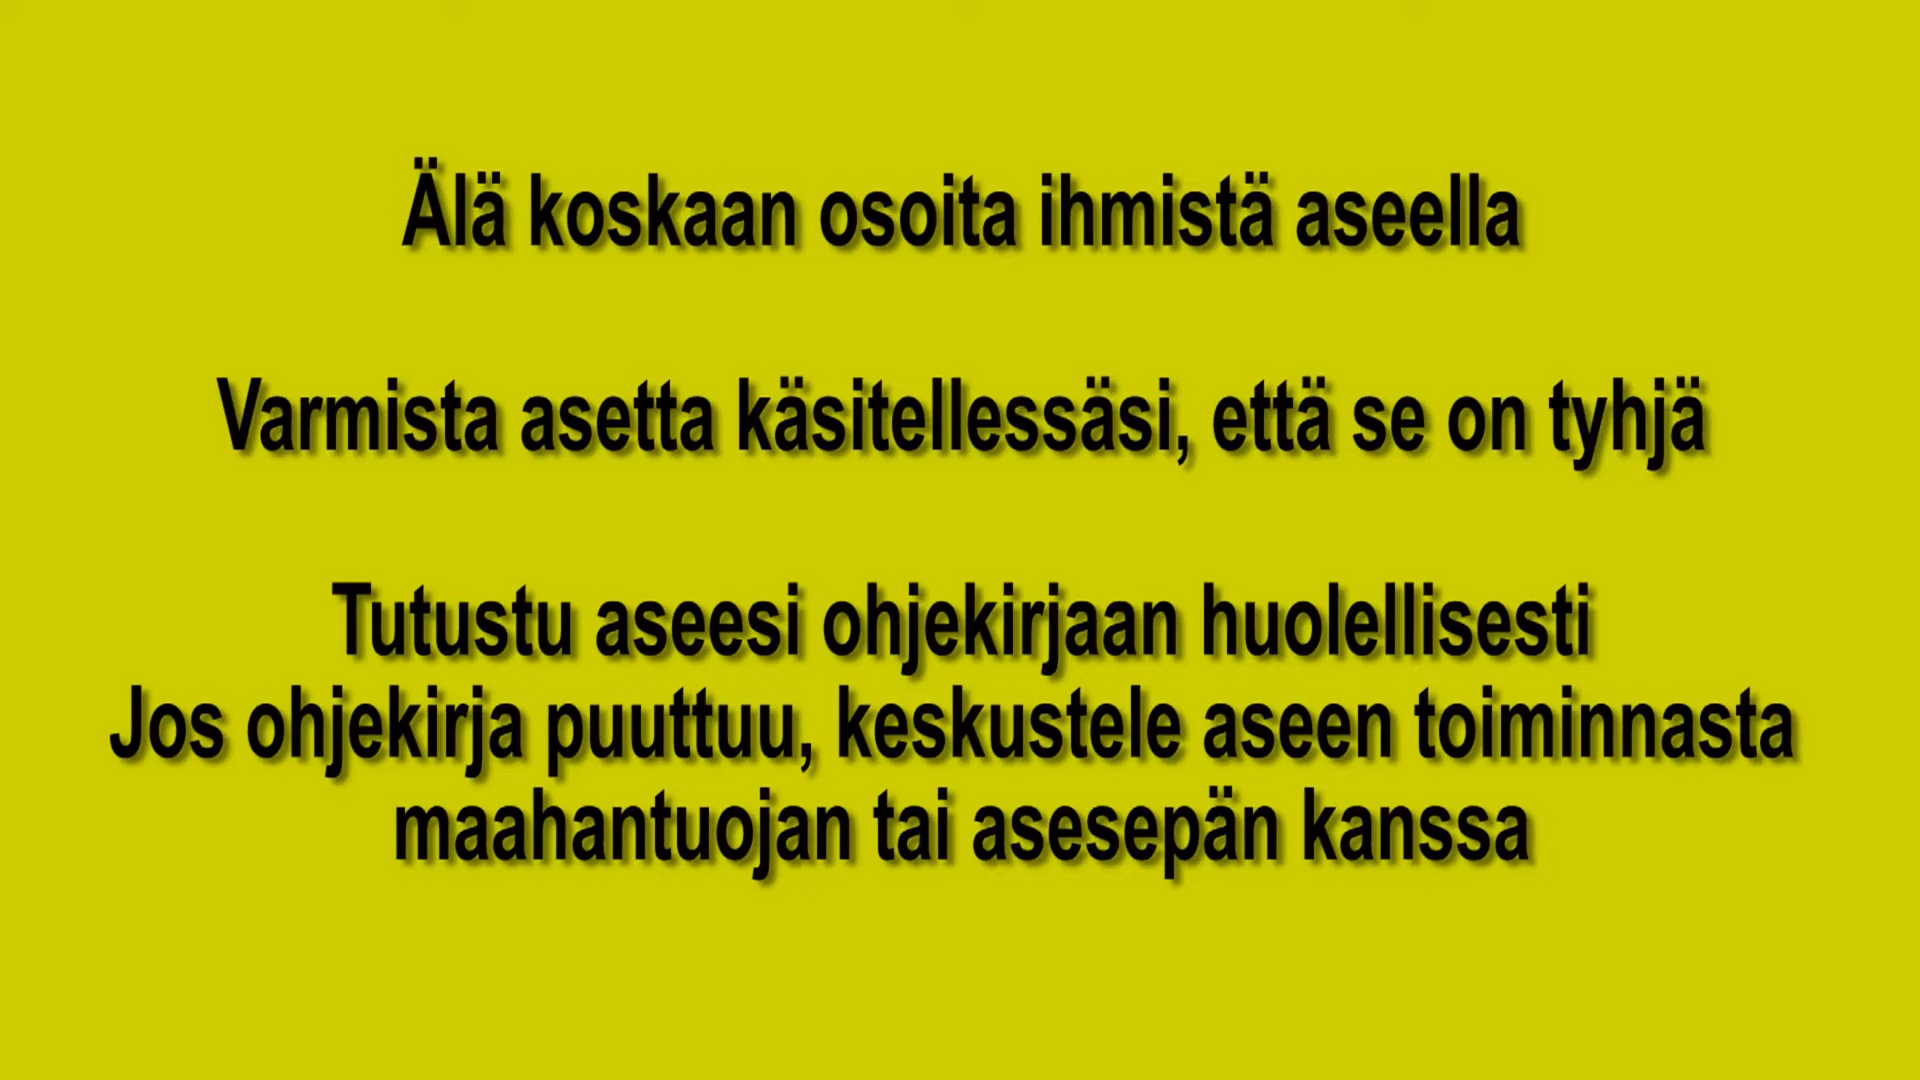 Älä koskaan osoita ihmistä aseella
Varmista asetta käsitellessäsi, että se on tyhjä
Tutustu aseesi ohjekirjaan huolellisesti
Jos ohjekirja puuttuu, keskustele aseen toiminnasta
maahantuojan tai asesepän kanssa